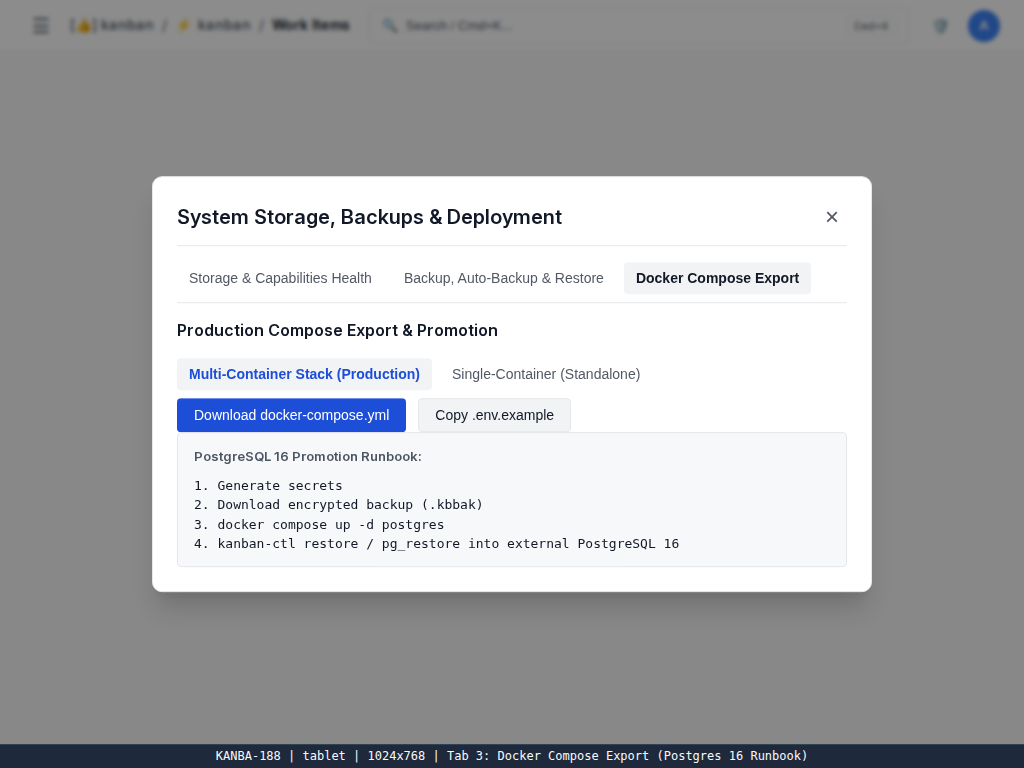 [👍] kanban / ⚡ kanban / Work Items
Search / Cmd+K...
Cmd+K
A
System Storage, Backups & Deployment
✕
Storage & Capabilities Health
Backup, Auto-Backup & Restore
Docker Compose Export
Production Compose Export & Promotion
Multi-Container Stack (Production)
Single-Container (Standalone)
Download docker-compose.yml
Copy .env.example
PostgreSQL 16 Promotion Runbook:
1. Generate secrets
2. Download encrypted backup (.kbbak)
3. docker compose up -d postgres
4. kanban-ctl restore / pg_restore into external PostgreSQL 16
KANBA-188 | tablet | 1024x768 | Tab 3: Docker Compose Export (Postgres 16 Runbook)